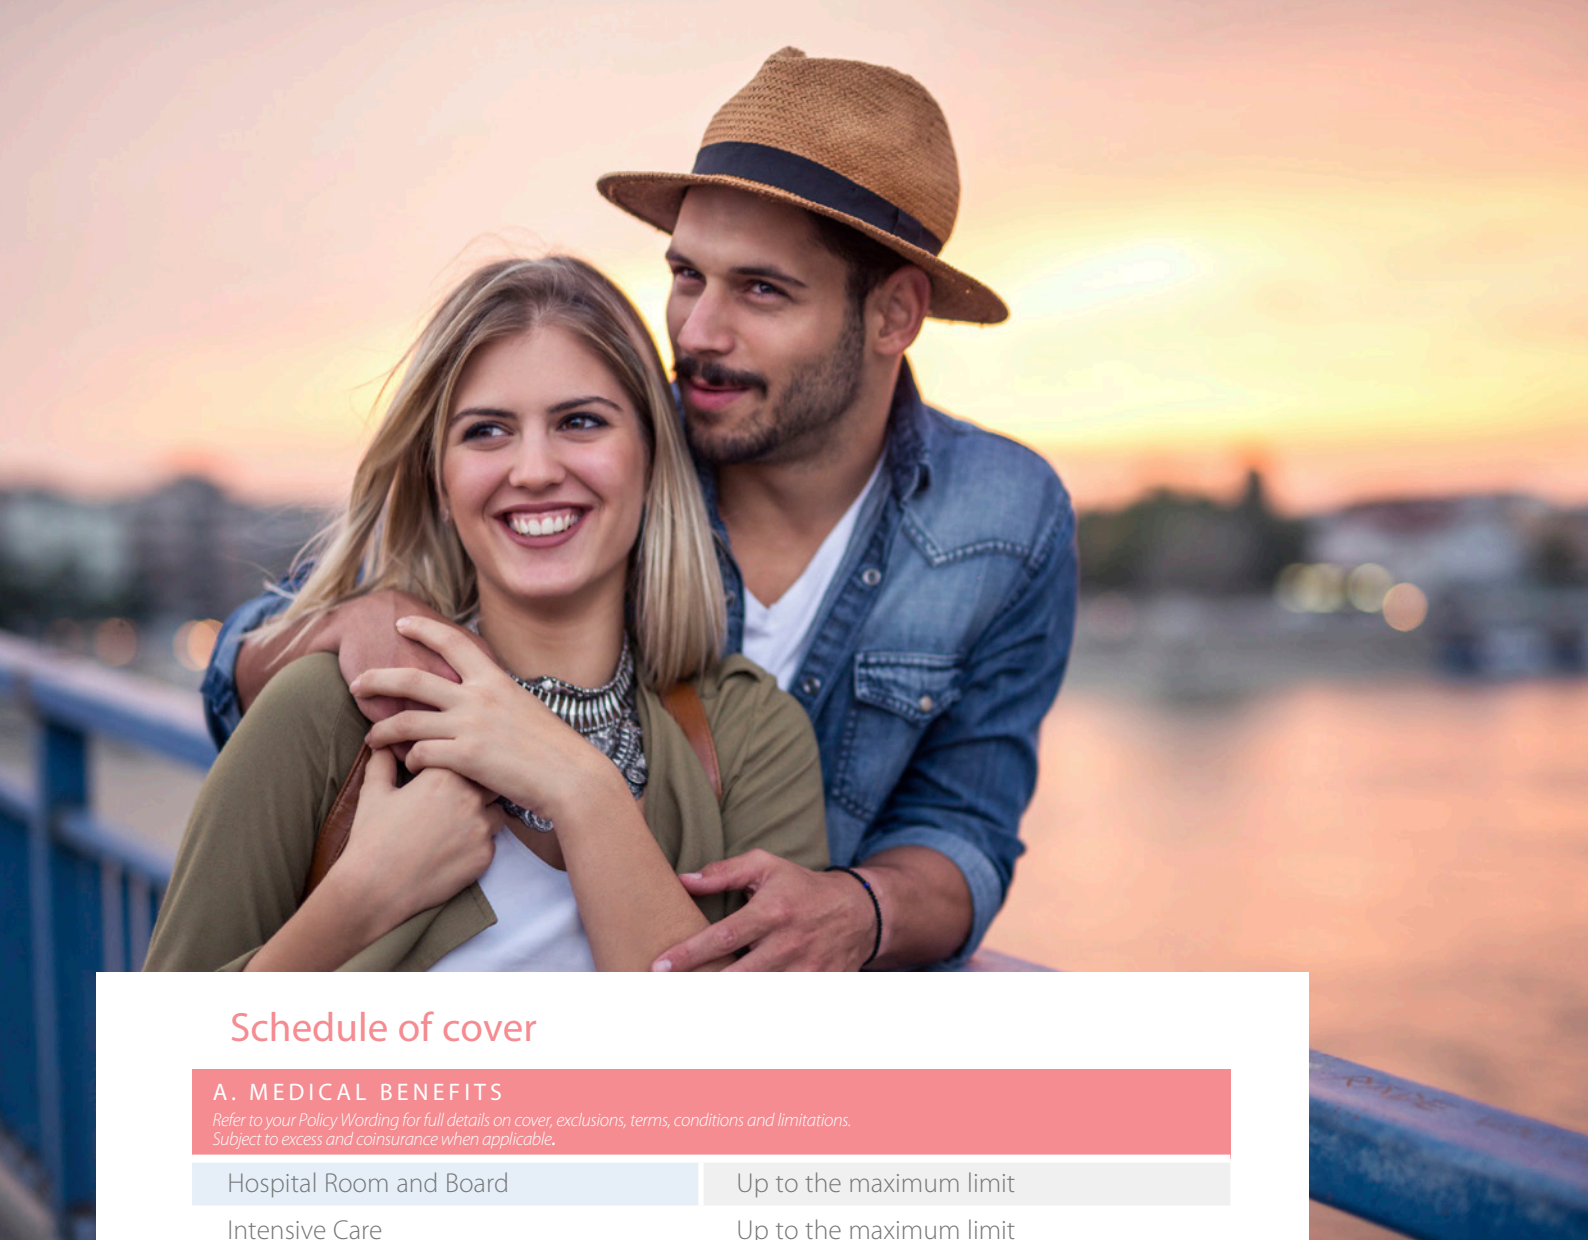 Schedule of cover
A. MEDICAL BENEFITS
Refer to your Policy Wording for full details on cover, exclusions, terms, conditions and limitations.
Subject to excess and coinsurance when applicable.
Hospital Room and Board
Up to the maximum limit
Intensive Care
Up to the maximum limit